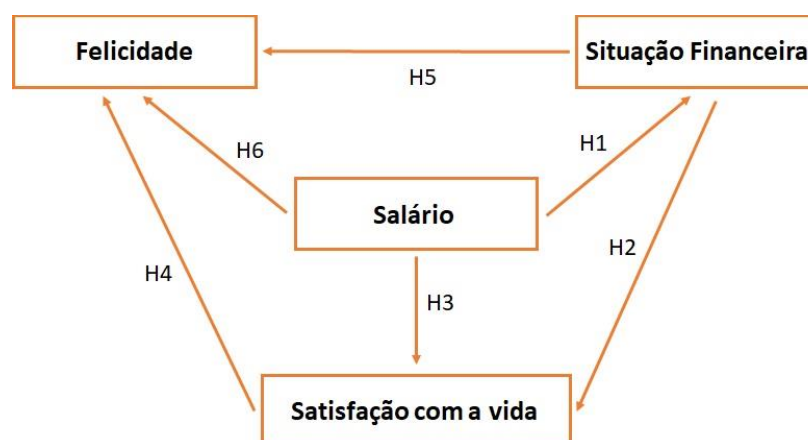 Felicidade
Situação Financeira
H5
H6
H1
Salário
H4
H2
H3
Satisfação com a vida